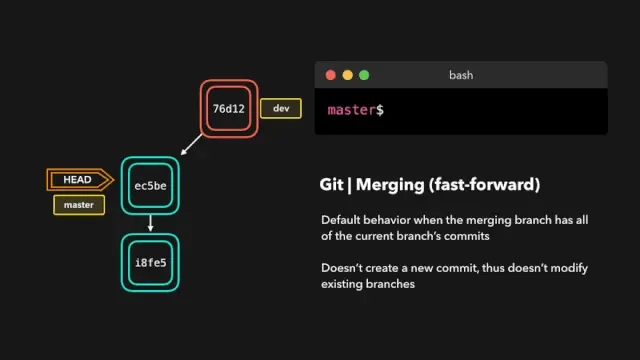 76d12
dev
HEAD
master
ec5be
i8fe5
bash
master$
Git | Merging (fast-forward)
Default behavior when the merging branch has all
of the current branch’s commits
Doesn’t create a new commit, thus doesn’t modify
existing branches